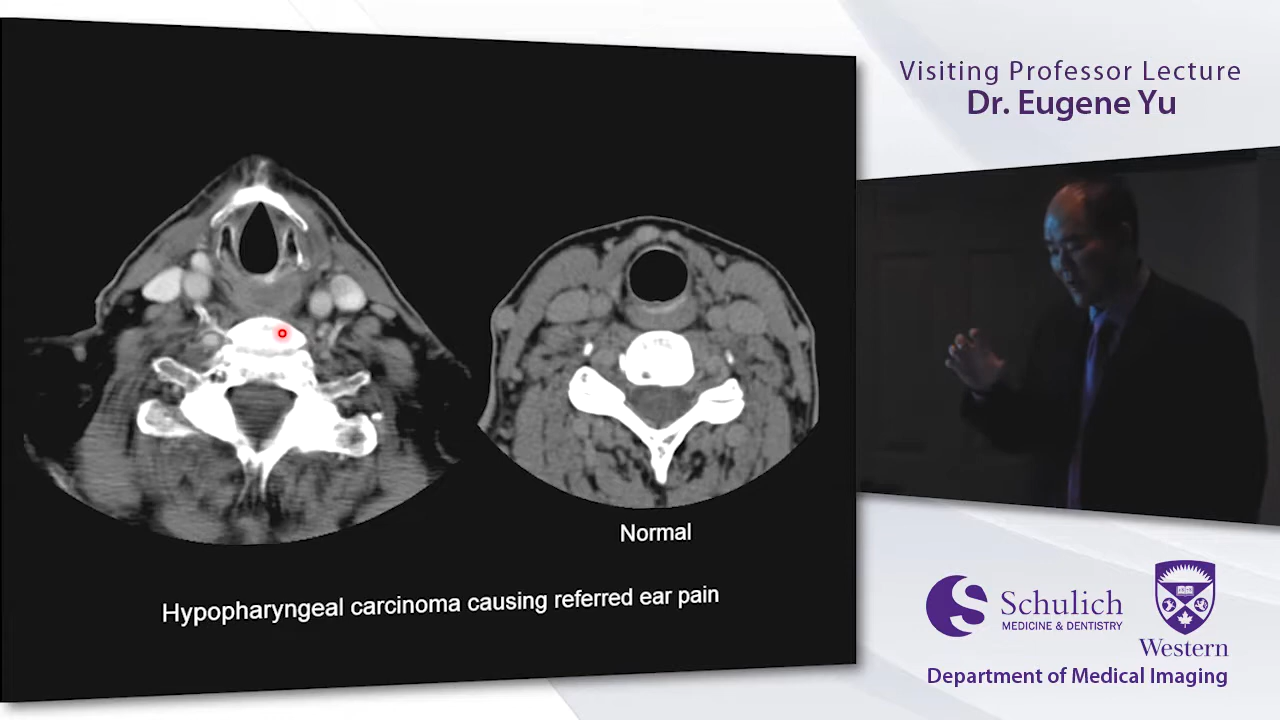 Visiting Professor Lecture
Dr. Eugene Yu
Normal
Hypopharyngeal carcinoma causing referred ear pain
Schulich
MEDICINE & DENTISTRY
Western
Department of Medical Imaging